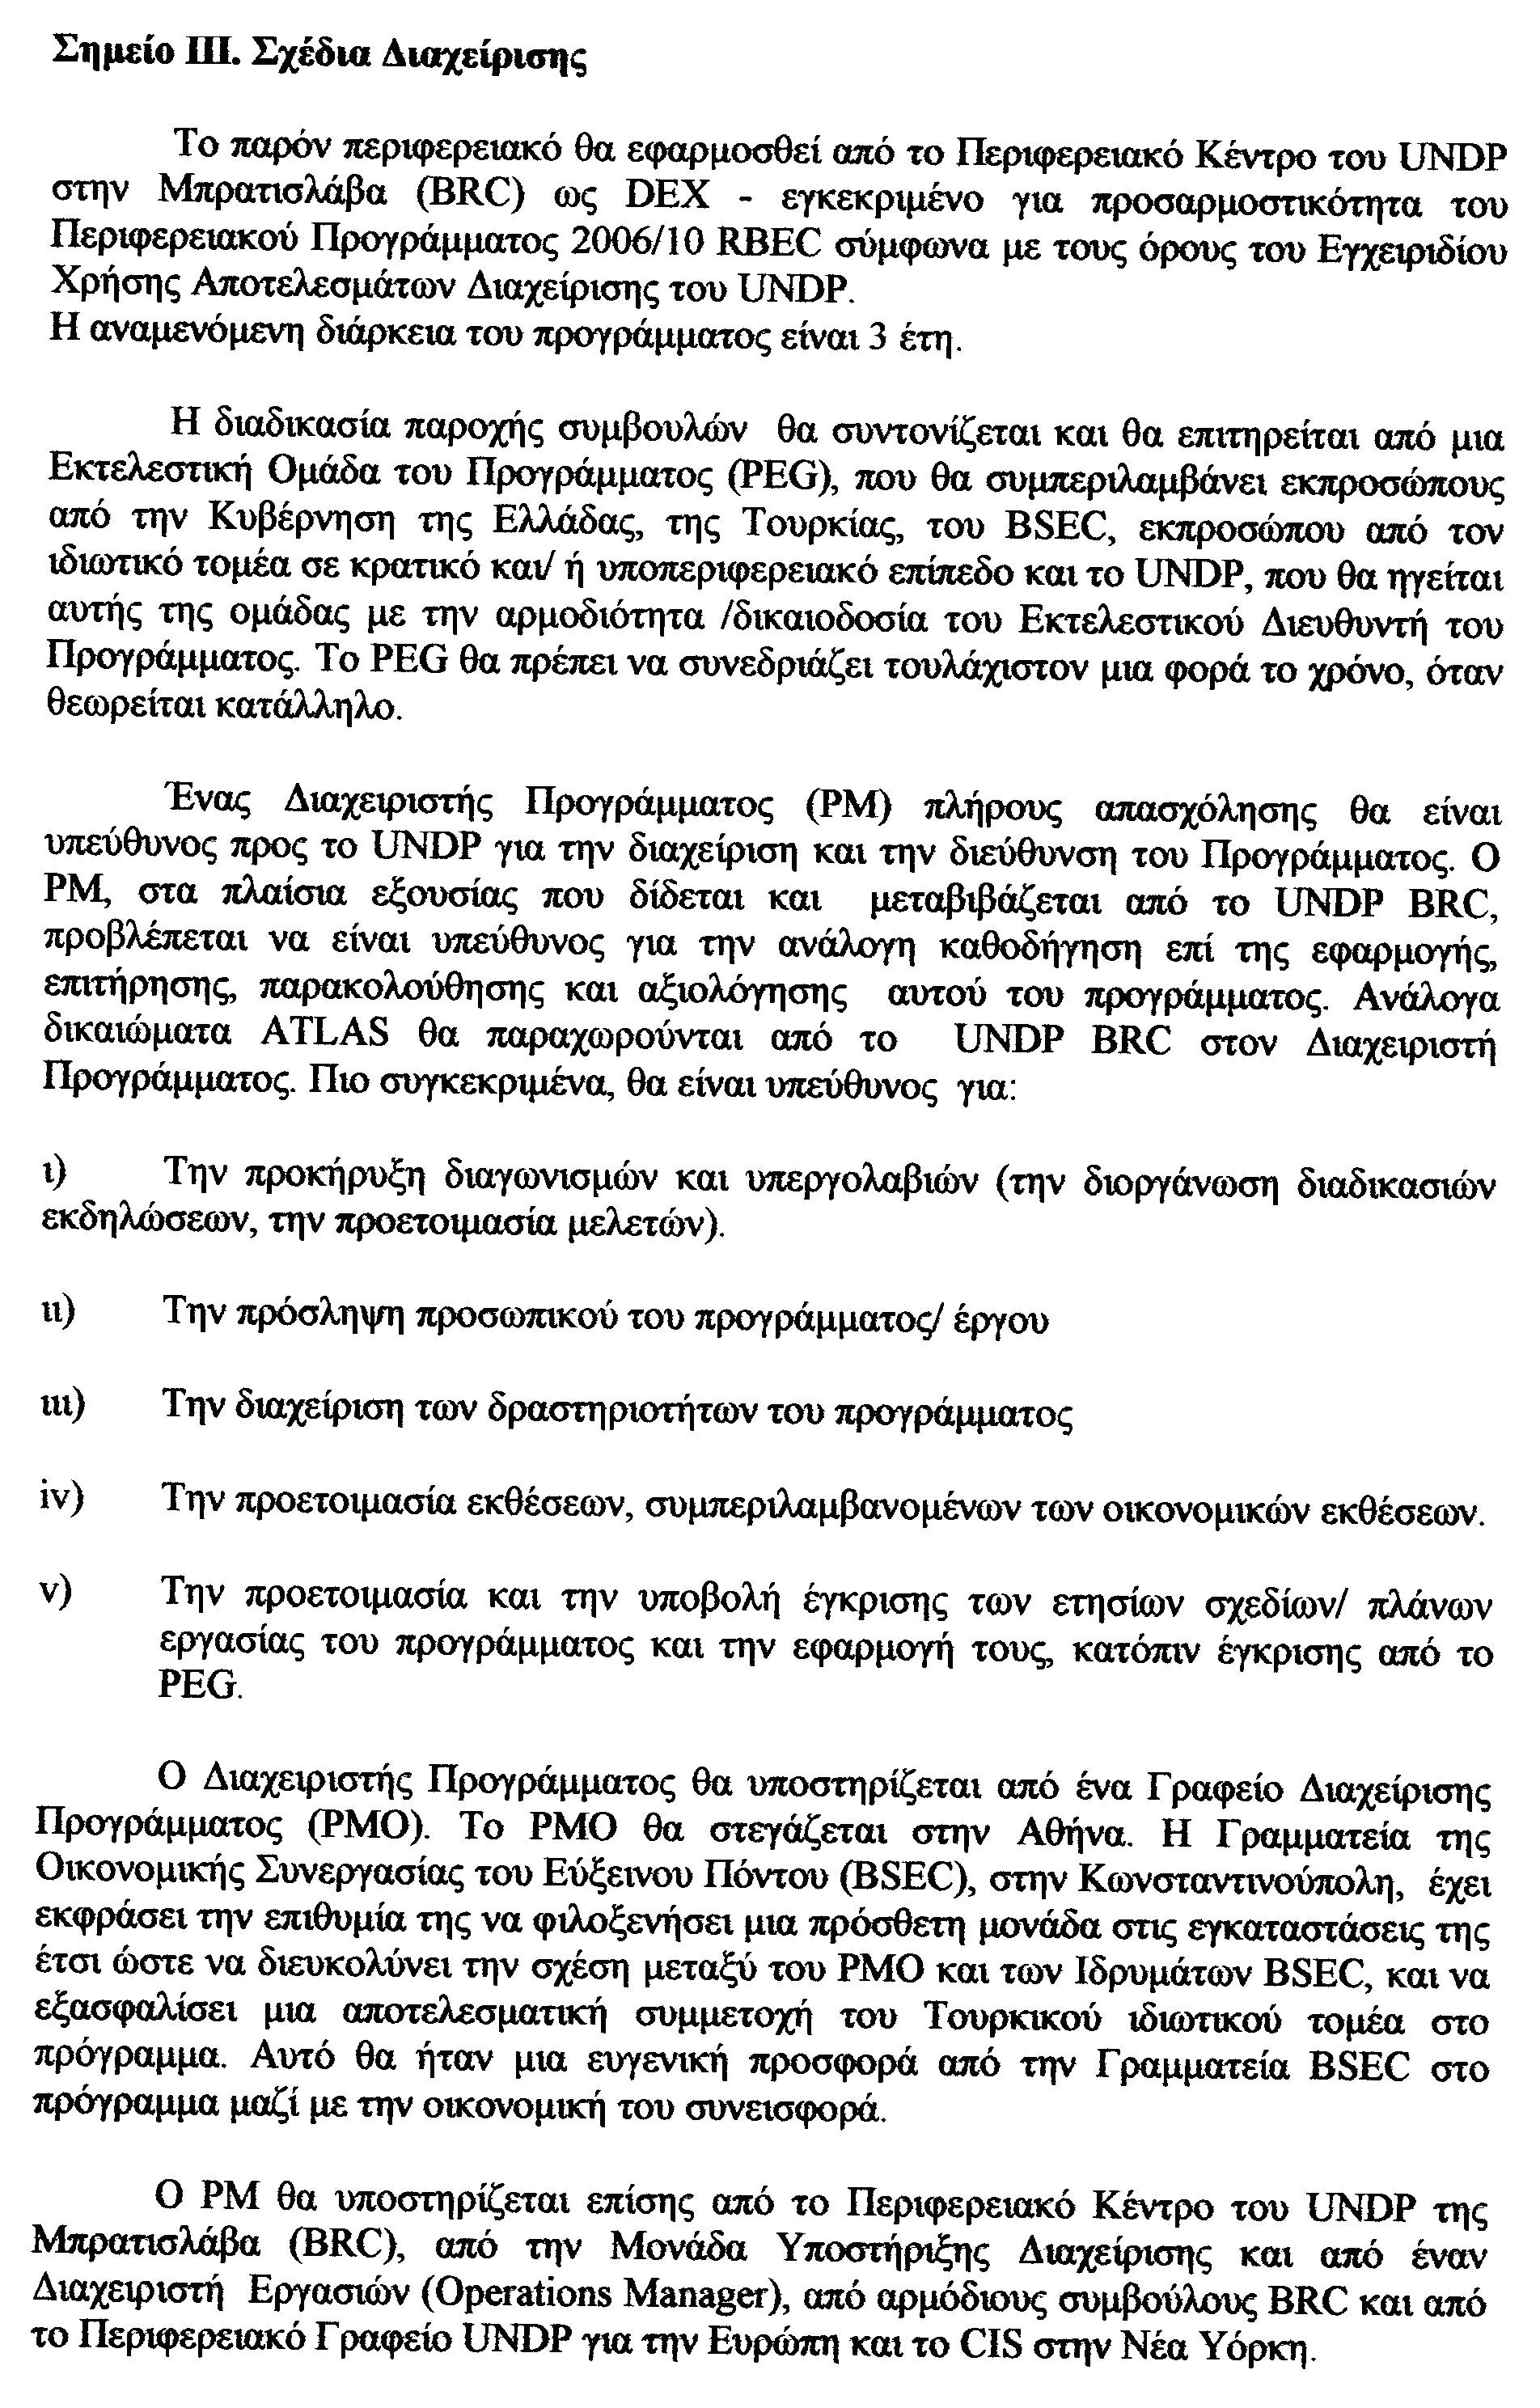 Σημείο ΙΙΙ. Σχέδια Διαχείρισης
Το παρόν περιφερειακό θα εφαρμοσθεί από το Περιφερειακό Κέντρο του UNDP
στην Μπρατισλάβα (BRC) ως DEX - εγκεκριμένο για προσαρμοστικότητα του
Περιφερειακού Προγράμματος 2006/10 RBEC σύμφωνα με τους όρους του Εγχειριδίου
Χρήσης Αποτελεσμάτων Διαχείρισης του UNDP.
Η αναμενόμενη διάρκεια του προγράμματος είναι 3 έτη.
Η διαδικασία παροχής συμβουλών θα συντονίζεται και θα επιτηρείται από μια
Εκτελεστική Ομάδα του Προγράμματος (PEG), που θα συμπεριλαμβάνει εκπροσώπους
από την Κυβέρνηση της Ελλάδας, της Τουρκίας, του BSEC, εκπροσώπου από τον
ιδιωτικό τομέα σε κρατικό και/ ή υποπεριφερειακό επίπεδο και το UNDP, που θα ηγείται
αυτής της ομάδας με την αρμοδιότητα /δικαιοδοσία του Εκτελεστικού Διευθυντή του
Προγράμματος. Το PEG θα πρέπει να συνεδριάζει τουλάχιστον μια φορά το χρόνο, όταν
θεωρείται κατάλληλο.
Ένας Διαχειριστής Προγράμματος (PM) πλήρους απασχόλησης θα είναι
υπεύθυνος προς το UNDP για την διαχείριση και την διεύθυνση του Προγράμματος. Ο
PM, στα πλαίσια εξουσίας που δίδεται και μεταβιβάζεται από το UNDP BRC,
προβλέπεται να είναι υπεύθυνος για την ανάλογη καθοδήγηση επί της εφαρμογής,
επιτήρησης, παρακολούθησης και αξιολόγησης αυτού του προγράμματος. Ανάλογα
δικαιώματα ATLAS θα παραχωρούνται από το UNDP BRC στον Διαχειριστή
Προγράμματος. Πιο συγκεκριμένα, θα είναι υπεύθυνος για:
ι) Την προκήρυξη διαγωνισμών και υπεργολαβιών (την διοργάνωση διαδικασιών
εκδηλώσεων, την προετοιμασία μελετών).
ιι) Την πρόσληψη προσωπικού του προγράμματος/ έργου
ιιι) Την διαχείριση των δραστηριοτήτων του προγράμματος
iv) Την προετοιμασία εκθέσεων, συμπεριλαμβανομένων των οικονομικών εκθέσεων.
v) Την προετοιμασία και την υποβολή έγκρισης των ετησίων σχεδίων/ πλάνων
εργασίας του προγράμματος και την εφαρμογή τους, κατόπιν έγκρισης από το
PEG.
Ο Διαχειριστής Προγράμματος θα υποστηρίζεται από ένα Γραφείο Διαχείρισης
Προγράμματος (PMO). Το PMO θα στεγάζεται στην Αθήνα. Η Γραμματεία της
Οικονομικής Συνεργασίας του Εύξεινου Πόντου (BSEC), στην Κωνσταντινούπολη, έχει
εκφράσει την επιθυμία της να φιλοξενήσει μια πρόσθετη μονάδα στις εγκαταστάσεις της
έτσι ώστε να διευκολύνει την σχέση μεταξύ του PMO και των Ιδρυμάτων BSEC, και να
εξασφαλίσει μια αποτελεσματική συμμετοχή του Τουρκικού ιδιωτικού τομέα στο
πρόγραμμα. Αυτό θα ήταν μια ευγενική προσφορά από την Γραμματεία BSEC στο
πρόγραμμα μαζί με την οικονομική του συνεισφορά.
Ο PM θα υποστηρίζεται επίσης από το Περιφερειακό Κέντρο του UNDP της
Μπρατισλάβα (BRC), από την Μονάδα Υποστήριξης Διαχείρισης και από έναν
Διαχειριστή Εργασιών (Operations Manager), από αρμόδιους συμβούλους BRC και από
το Περιφερειακό Γραφείο UNDP για την Ευρώπη και το CIS στην Νέα Υόρκη.